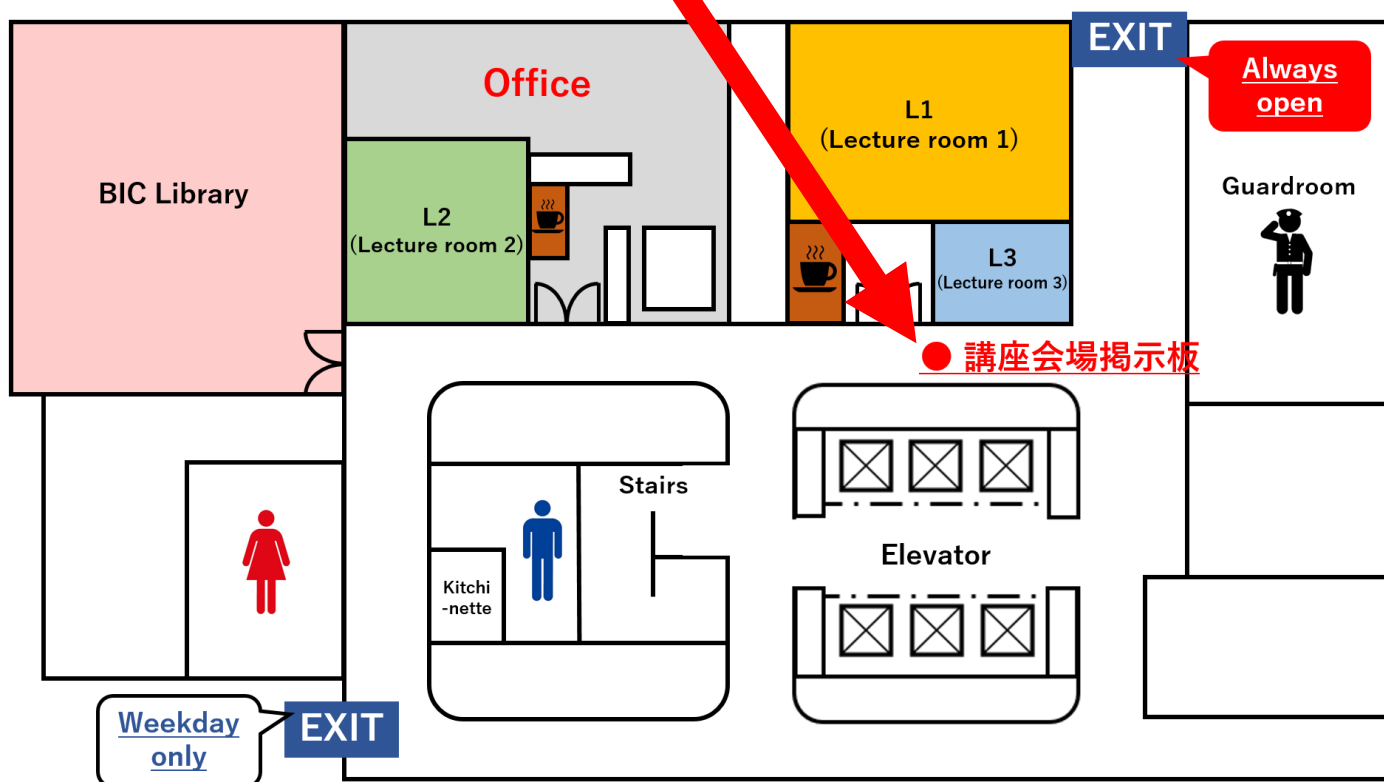 EXIT
Always
open
Office
L1
(Lecture room 1)
Guardroom
BIC Library
L2
(Lecture room 2)
L3
(Lecture room 3)
● 講座会場掲示板
Stairs
Elevator
Kitchi
-nette
Weekday
only
EXIT